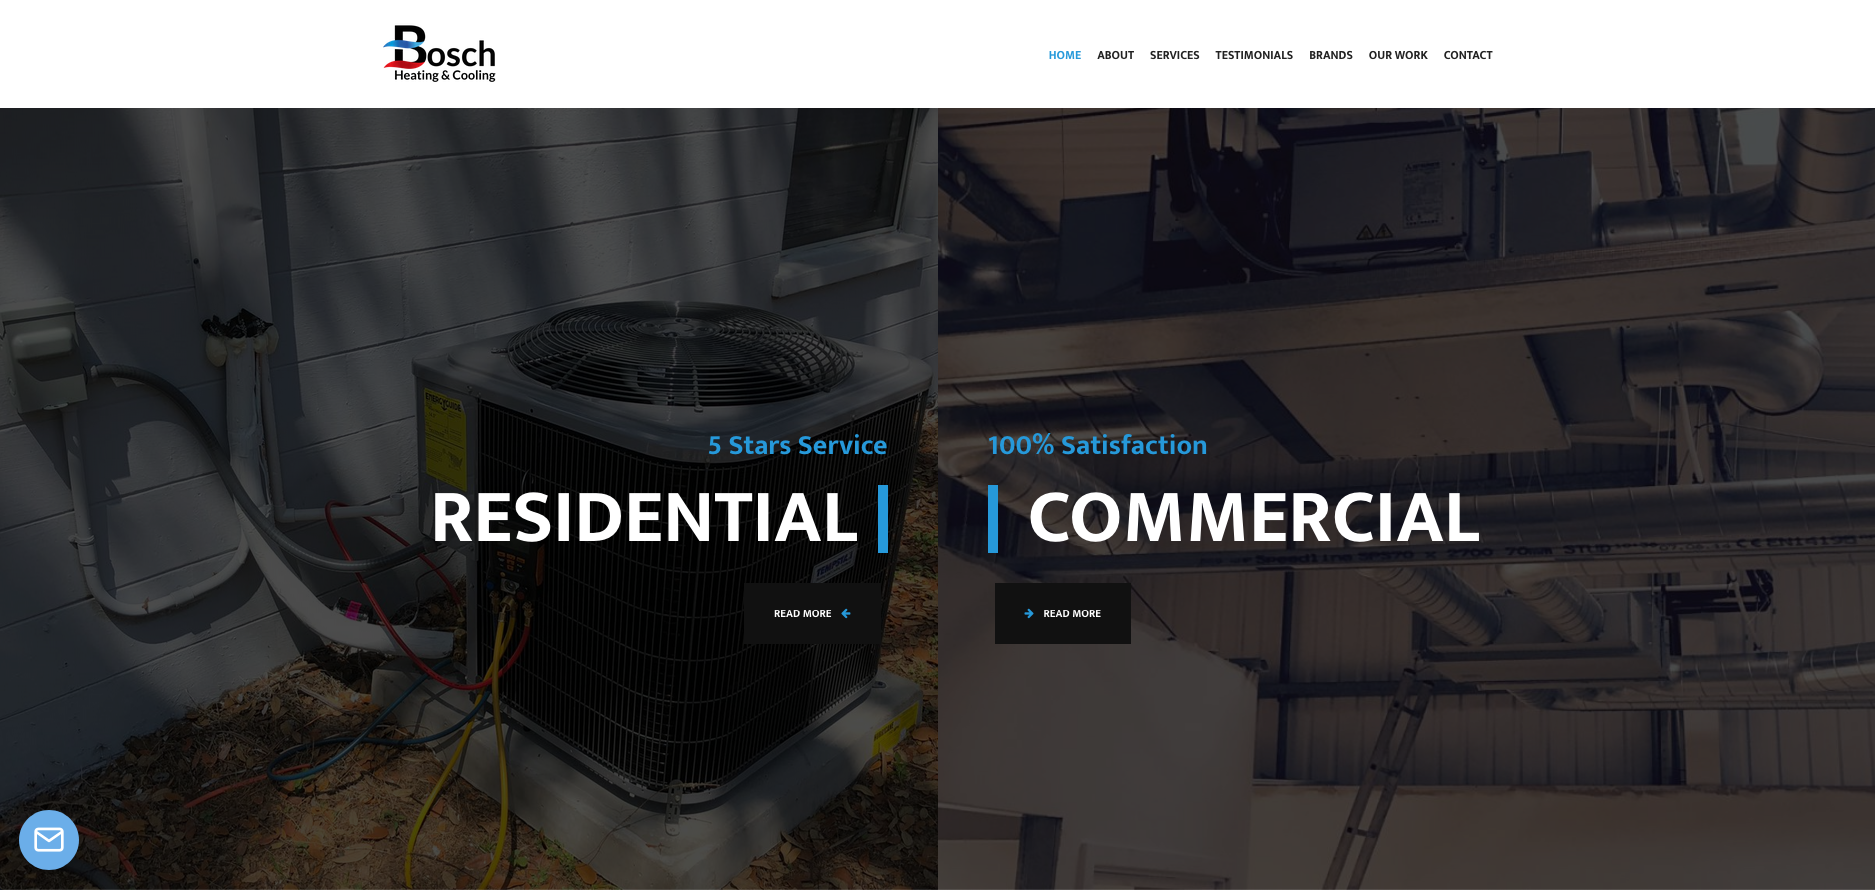 Bosch
Heating & Cooling
HOME ABOUT SERVICES TESTIMONIALS BRANDS OUR WORK CONTACT
5 Stars Service
RESIDENTIAL
READ MORE
100% Satisfaction
COMMERCIAL
READ MORE
ENERGYGUIDE